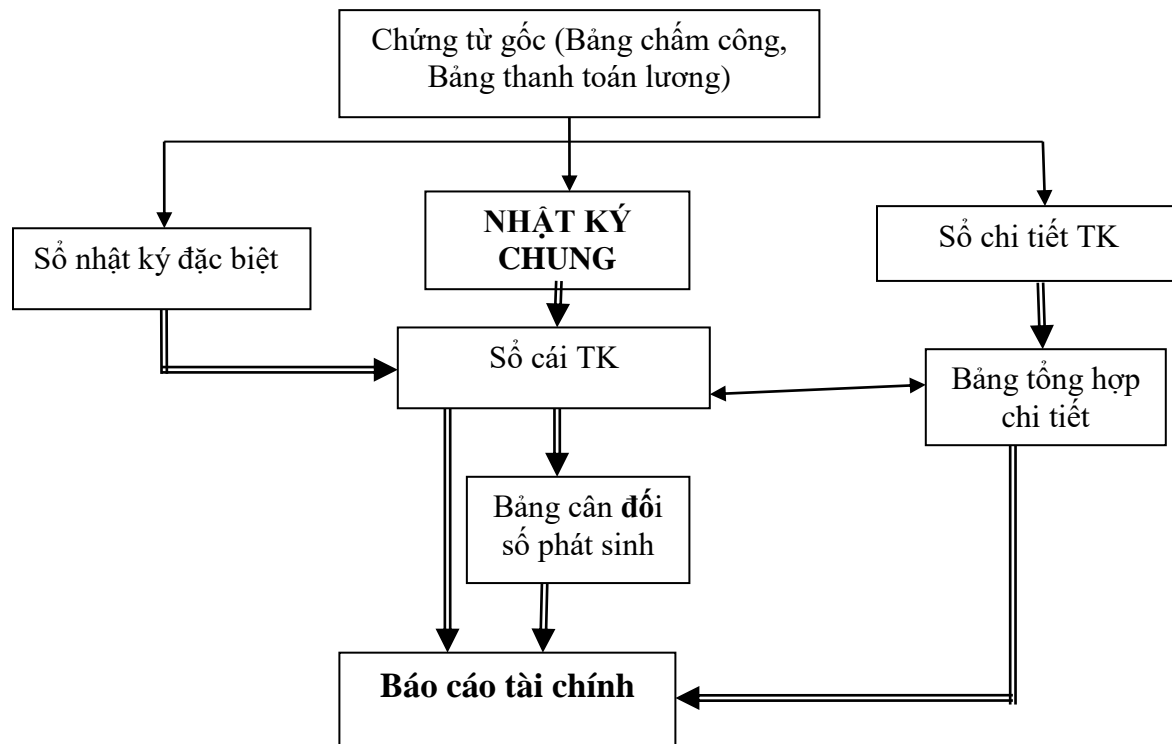 Chứng từ gốc (Bảng chấm công,
Bảng thanh toán lương)
Sổ nhật ký đặc biệt
NHẬT KÝ
CHUNG
Sổ chi tiết TK
Sổ cái TK
Bảng tổng hợp
chi tiết
Bảng cân đối
số phát sinh
Báo cáo tài chính